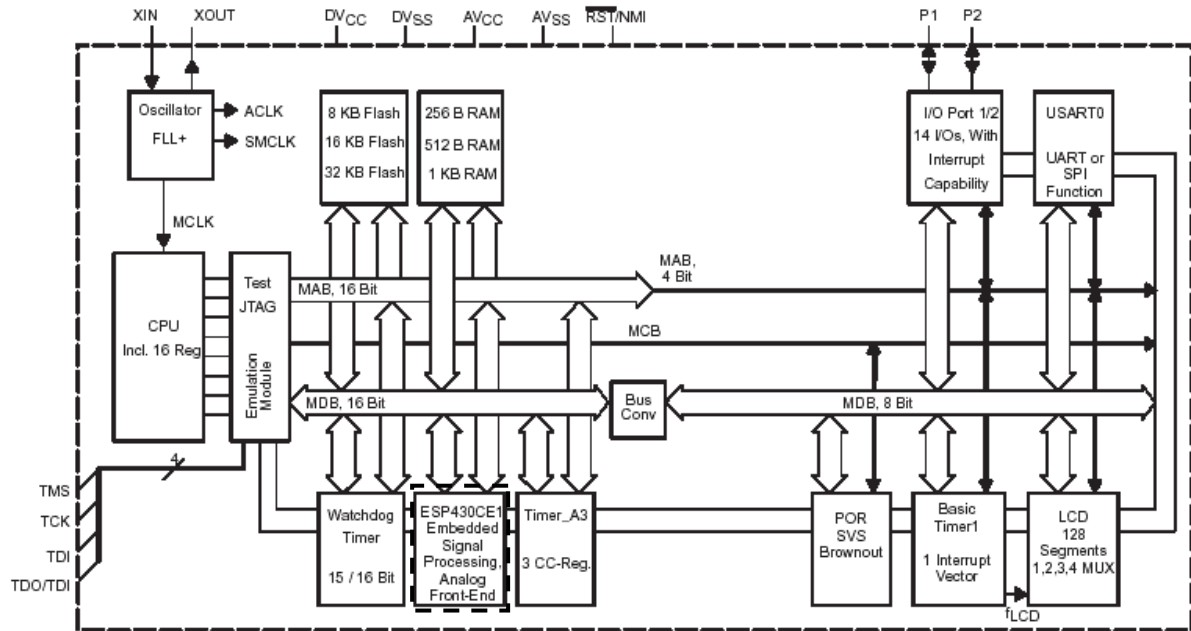 XIN
XOUT
DVCC
DVSS
AVCC
AVSS
RST/NMI
P1
P2
Oscillator
FLL+
ACLK
SMCLK
8 KB Flash
16 KB Flash
32 KB Flash
256 B RAM
512 B RAM
1 KB RAM
I/O Port 1/2
14 I/Os, With
Interrupt
Capability
USART0
UART or
SPI
Function
MCLK
CPU
Incl. 16 Reg
Test
JTAG
Emulation
Module
MAB, 16 Bit
MAB,
4 Bit
MCB
MDB, 16 Bit
Bus
Conv
MDB, 8 Bit
4
TMS
TCK
TDI
TDO/TDI
Watchdog
Timer
15 / 16 Bit
ESP430CE1
Embedded
Signal
Processing,
Analog
Front-End
Timer_A3
3 CC-Reg.
POR
SVS
Brownout
Basic
Timer1
1 Interrupt
Vector
fLCD
LCD
128
Segments
1,2,3,4 MUX